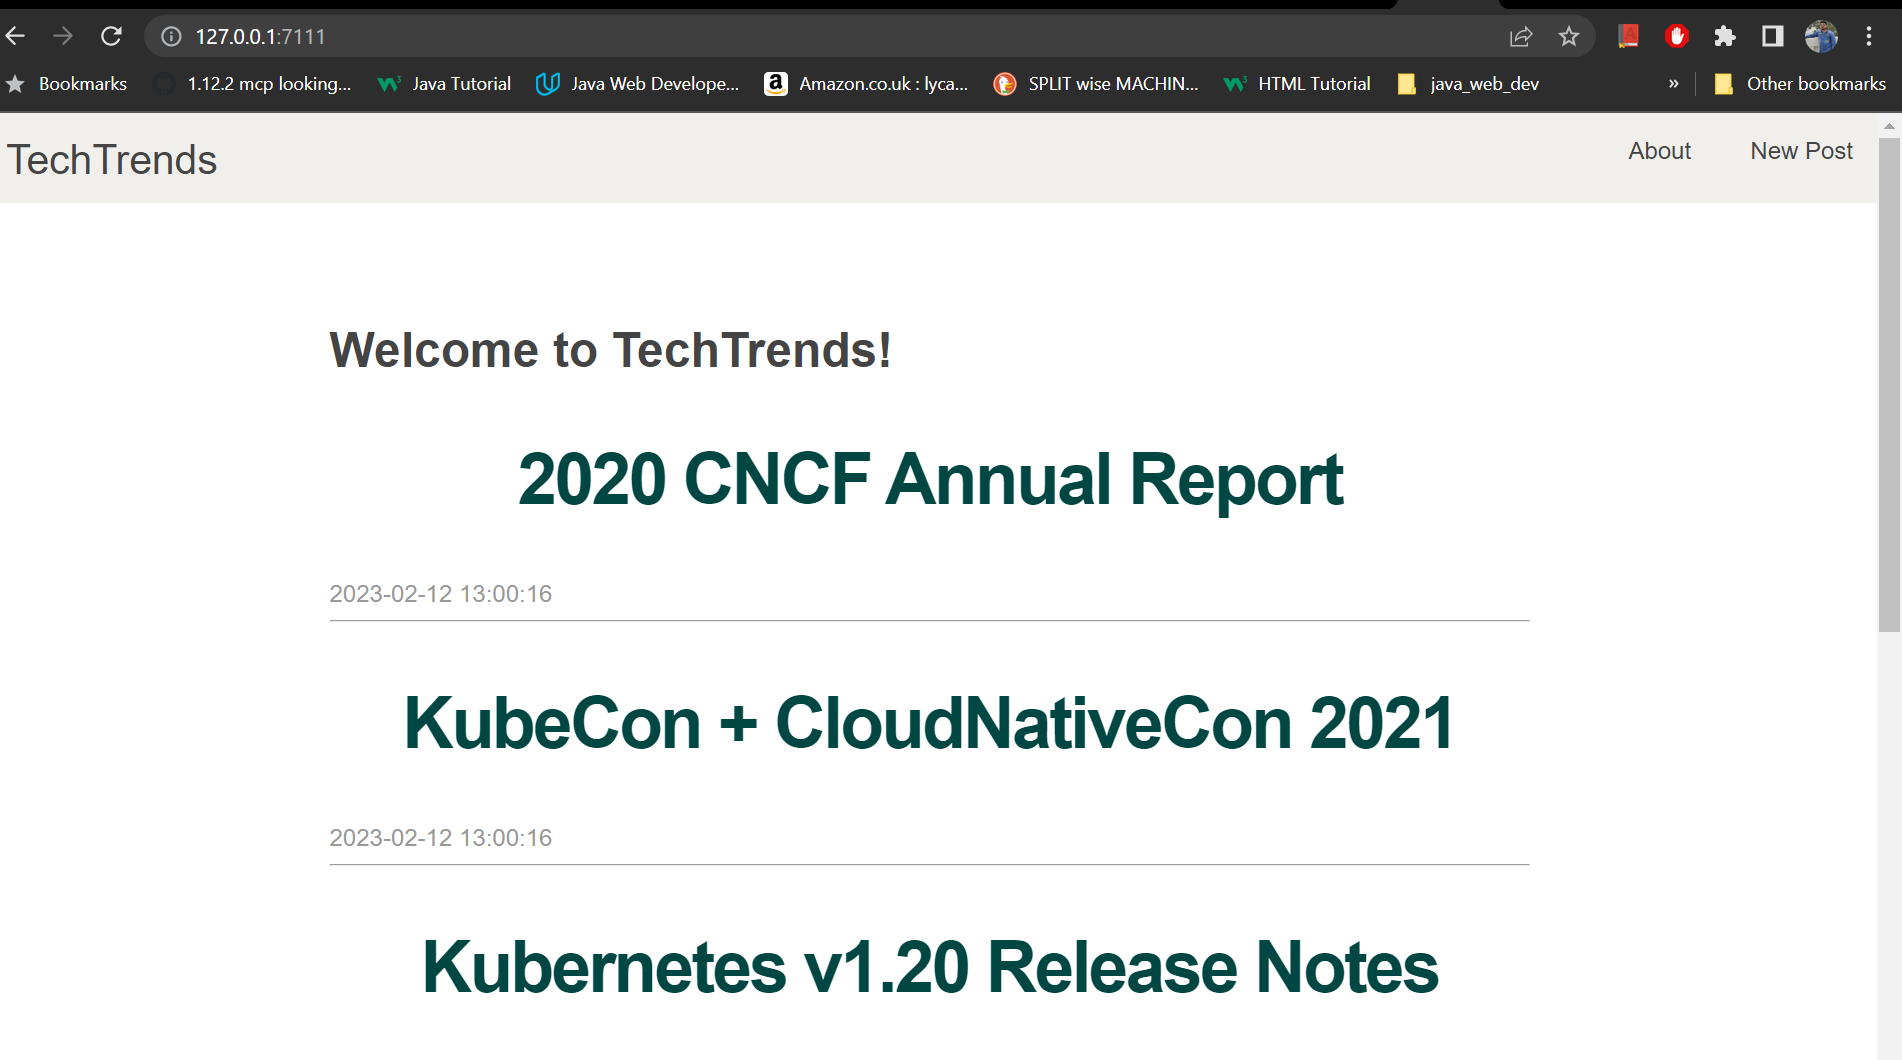 127.0.0.1:7111
Bookmarks 1.12.2 mcp looking... Java Tutorial Java Web Develope... Amazon.co.uk : lyca... SPLIT wise MACHIN... HTML Tutorial java_web_dev » Other bookmarks
TechTrends About New Post
Welcome to TechTrends!
2020 CNCF Annual Report
2023-02-12 13:00:16
KubeCon + CloudNativeCon 2021
2023-02-12 13:00:16
Kubernetes v1.20 Release Notes